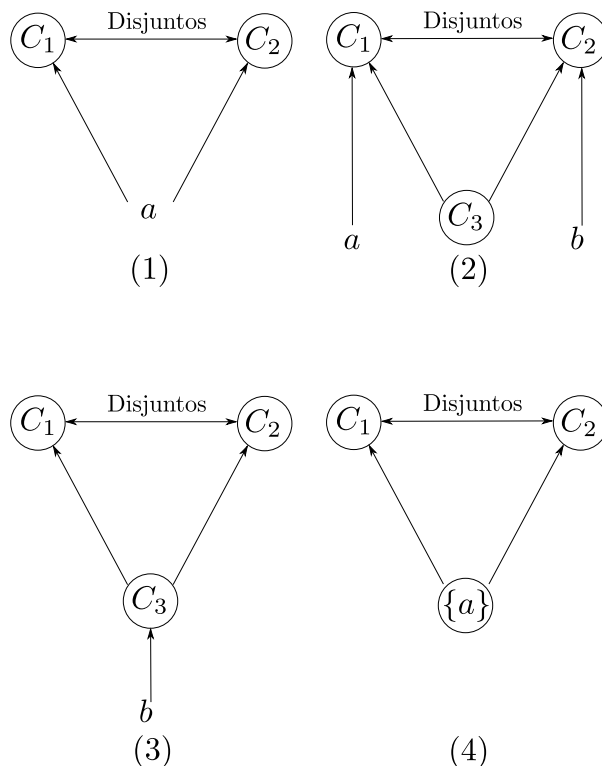 Disjuntos
C₁ C₂
a
(1)
Disjuntos
C₁ C₂
C₃
a b
(2)
Disjuntos
C₁ C₂
C₃
b
(3)
Disjuntos
C₁ C₂
{a}
(4)